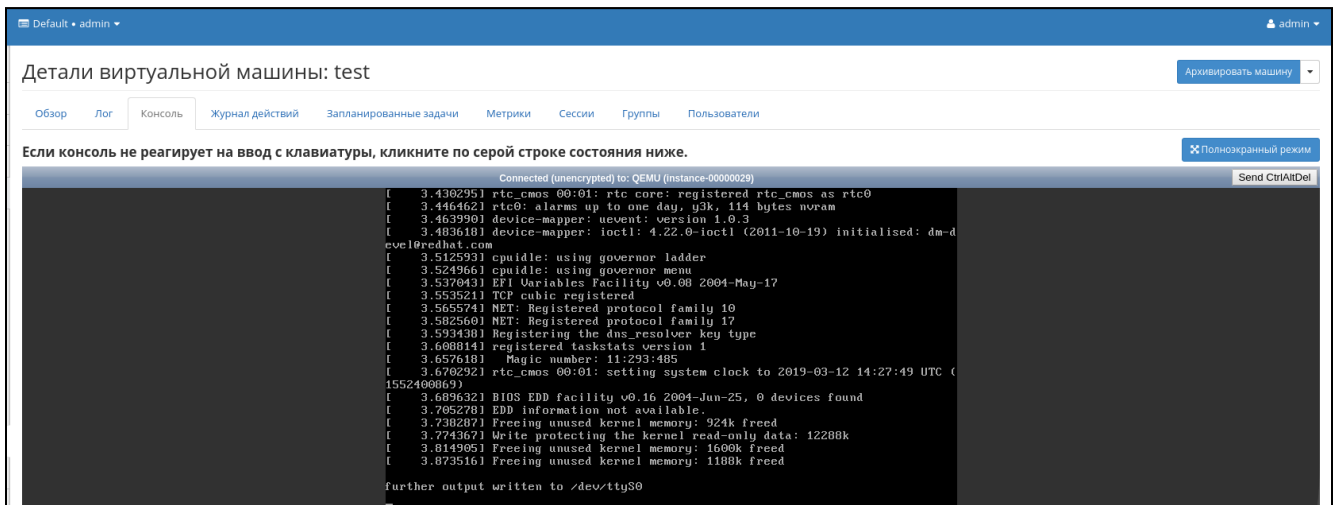 Default • admin
admin
Детали виртуальной машины: test
Архивировать машину
Обзор Лог Консоль Журнал действий Запланированные задачи Метрики Сессии Группы Пользователи
Если консоль не реагирует на ввод с клавиатуры, кликните по серой строке состояния ниже.
Полноэкранный режим
Connected (unencrypted) to: QEMU (instance-00000029)
Send CtrlAltDel
[    3.430295] rtc_cmos 00:01: rtc core: registered rtc_cmos as rtc0
[    3.446462] rtc0: alarms up to one day, y3k, 114 bytes nvram
[    3.463990] device-mapper: uevent: version 1.0.3
[    3.483618] device-mapper: ioctl: 4.22.0-ioctl (2011-10-19) initialised: dm-d
evel@redhat.com
[    3.512593] cpuidle: using governor ladder
[    3.524966] cpuidle: using governor menu
[    3.537043] EFI Variables Facility v0.08 2004-May-17
[    3.553521] TCP cubic registered
[    3.565574] NET: Registered protocol family 10
[    3.582560] NET: Registered protocol family 17
[    3.593438] Registering the dns_resolver key type
[    3.608814] registered taskstats version 1
[    3.657618]   Magic number: 11:293:485
[    3.670292] rtc_cmos 00:01: setting system clock to 2019-03-12 14:27:49 UTC (
1552400869)
[    3.689632] BIOS EDD facility v0.16 2004-Jun-25, 0 devices found
[    3.705278] EDD information not available.
[    3.738287] Freeing unused kernel memory: 924k freed
[    3.774367] Write protecting the kernel read-only data: 12288k
[    3.814905] Freeing unused kernel memory: 1600k freed
[    3.873516] Freeing unused kernel memory: 1188k freed
further output written to /dev/ttyS0